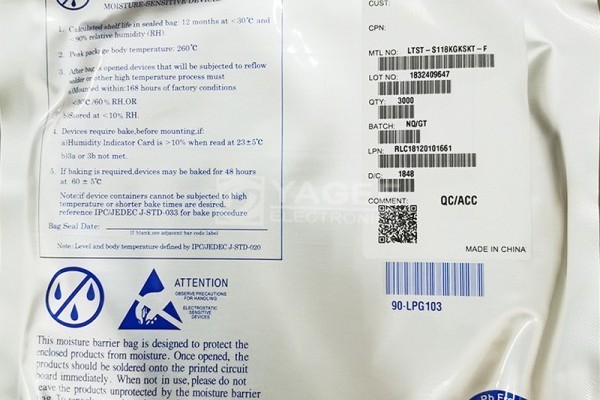 MOISTURE-SENSITIVE DEVICES
1. Calculated shelf life in sealed bag: 12 months at <30°C and
<90% relative humidity (RH).
2. Peak package body temperature: 260°C
3. After bag is opened, devices that will be subjected to reflow
solder or other high temperature process must
a)Mounted within:168 hours of factory conditions
<30°C/60% RH,OR
b)Stored at <10% RH.
4. Devices require bake,before mounting,if:
a)Humidity Indicator Card is >10% when read at 23±5°C
b)3a or 3b not met.
5. If baking is required,devices may be baked for 48 hours
at 60 ± 5°C
Note:if device containers cannot be subjected to high
temperature or shorter bake times are desired,
reference IPC/JEDEC J-STD-033 for bake procedure
Bag Seal Date:
If blank,see adjacent bar code label
Note: Level and body temperature defined by IPC/JEDEC J-STD-020
ATTENTION
OBSERVE PRECAUTIONS
FOR HANDLING
ELECTROSTATIC
SENSITIVE
DEVICES
This moisture barrier bag is designed to protect the
enclosed products from moisture. Once opened, the
products should be soldered onto the printed circuit
board immediately. When not in use, please do not
leave the products unprotected by the moisture barrier
CUST:
CPN:
MTL NO: LTST-S118KGKSKT-F
LOT NO: 1832409647
QTY: 3000
BATCH: NQ/GT
LPN: RLC18120101661
D/C: 1848
COMMENT: QC/ACC
MADE IN CHINA
90-LPG103
YAGEE
ELECTRONIC